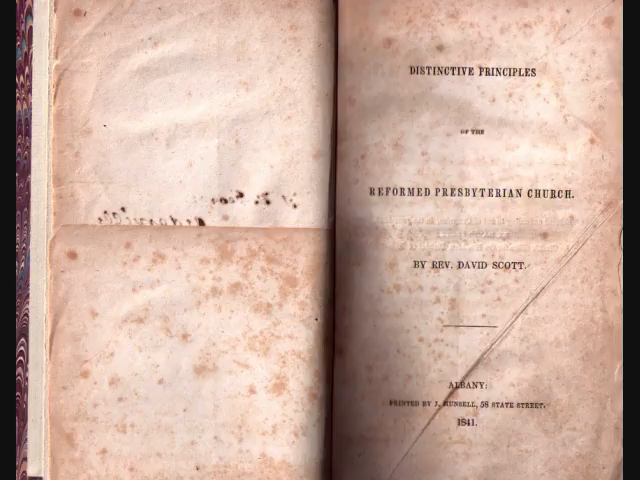 DISTINCTIVE PRINCIPLES
OF THE
REFORMED PRESBYTERIAN CHURCH.
BY REV. DAVID SCOTT.
ALBANY:
PRINTED BY J. MUNSELL, 58 STATE STREET.
1841.